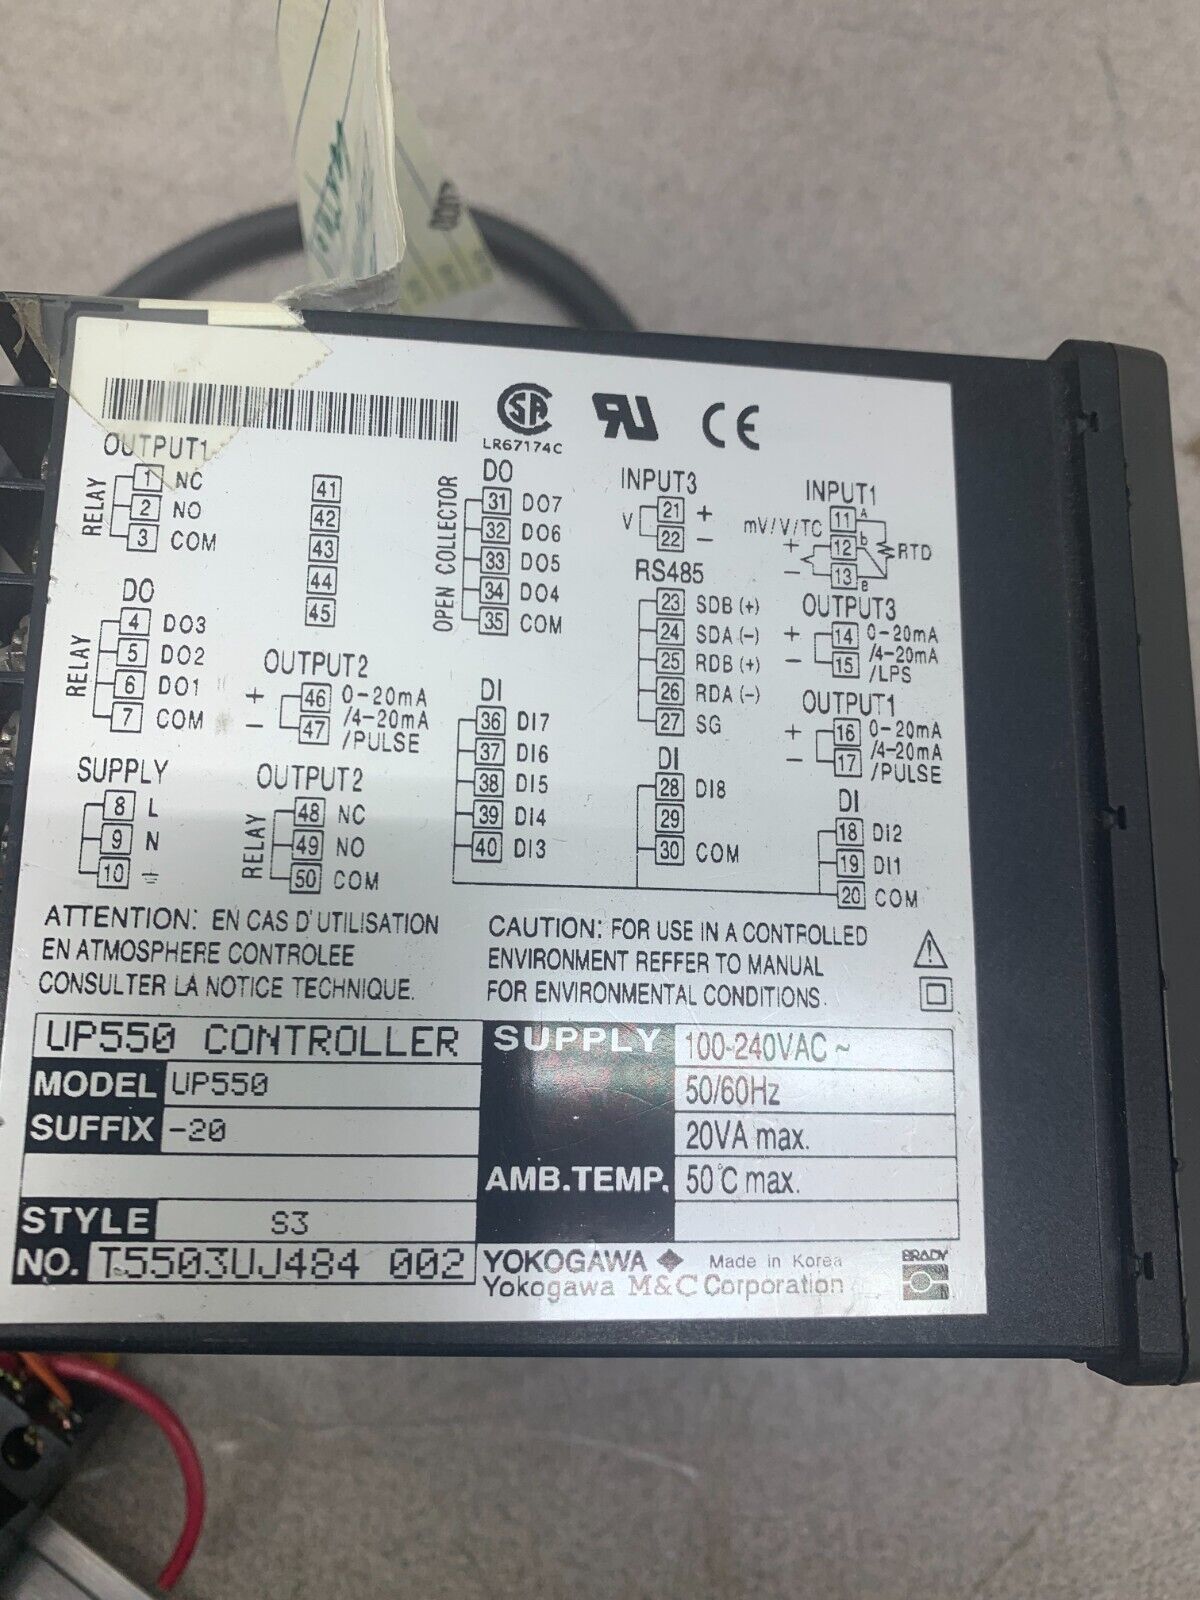 LR67174C
OUTPUT1
RELAY
1 NC
2 NO
3 COM
DO
RELAY
4 DO3
5 DO2
6 DO1
7 COM
SUPPLY
8 L
9 N
10
41
42
43
44
45
OUTPUT2
+ 46 0-20mA
- 47 /4-20mA
/PULSE
OUTPUT2
RELAY
48 NC
49 NO
50 COM
DO
OPEN COLLECTOR
31 DO7
32 DO6
33 DO5
34 DO4
35 COM
DI
36 DI7
37 DI6
38 DI5
39 DI4
40 DI3
INPUT3
V
21 +
22 -
RS485
23 SDB (+)
24 SDA (-)
25 RDB (+)
26 RDA (-)
27 SG
DI
28 DI8
29
30 COM
INPUT1
mV/V/TC
11 A
+ 12 b
- 13 B
RTD
OUTPUT3
+ 14 0-20mA
- 15 /4-20mA
/LPS
OUTPUT1
+ 16 0-20mA
- 17 /4-20mA
/PULSE
DI
18 DI2
19 DI1
20 COM
ATTENTION: EN CAS D'UTILISATION
EN ATMOSPHERE CONTROLEE
CONSULTER LA NOTICE TECHNIQUE.
CAUTION: FOR USE IN A CONTROLLED
ENVIRONMENT REFFER TO MANUAL
FOR ENVIRONMENTAL CONDITIONS.
UP550 CONTROLLER
MODEL UP550
SUFFIX -20
STYLE S3
NO. T5503UJ484 002
SUPPLY 100-240VAC ~
50/60Hz
20VA max.
AMB.TEMP. 50°C max.
YOKOGAWA Made in Korea
Yokogawa M&C Corporation
BRADY